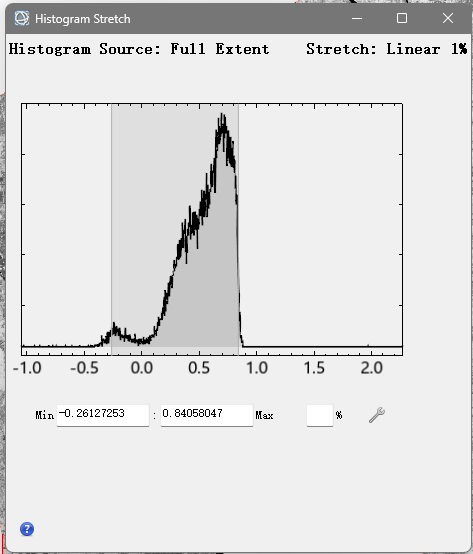 Histogram Stretch
Histogram Source: Full Extent Stretch: Linear 1%
-1.0 -0.5 0.0 0.5 1.0 1.5 2.0
Min -0.26127253 : 0.84058047 Max %
?